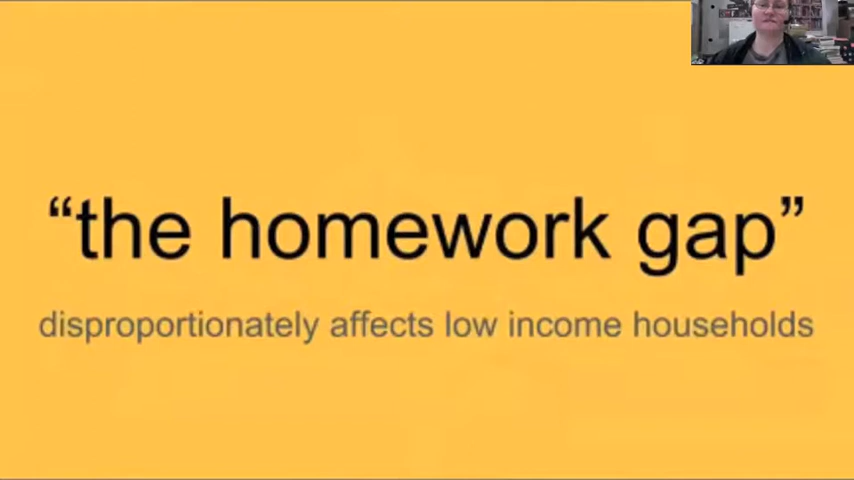 “the homework gap”
disproportionately affects low income households